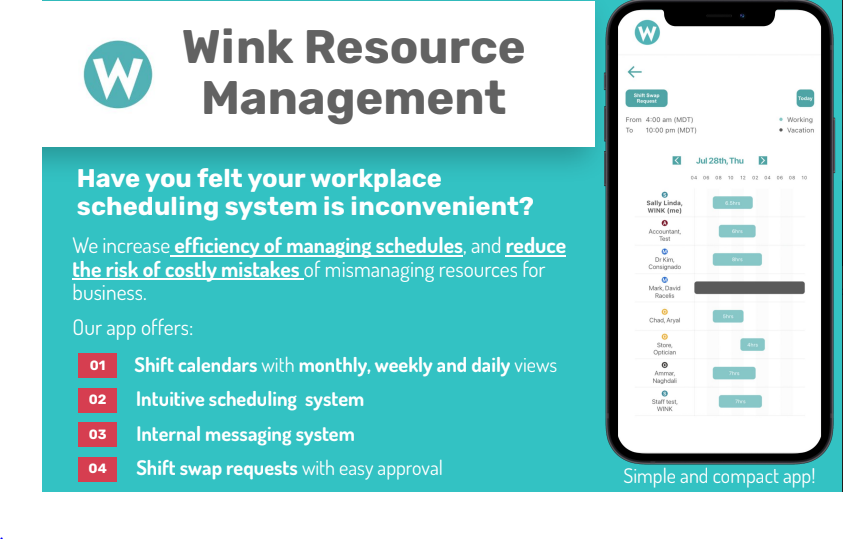 W
Wink Resource
Management
Have you felt your workplace
scheduling system is inconvenient?
We increase efficiency of managing schedules, and reduce
the risk of costly mistakes of mismanaging resources for
business.
Our app offers:
01 Shift calendars with monthly, weekly and daily views
02 Intuitive scheduling system
03 Internal messaging system
04 Shift swap requests with easy approval
W
Shift Swap
Request
Today
From 4:00 am (MDT)
To 10:00 pm (MDT)
Working
Vacation
Jul 28th, Thu
04 06 08 10 12 02 04 06 08 10
S
Sally Linda,
WINK (me)
A
Accountant,
Test
Dr Kim,
Consignado
Mark, David
Racelis
Chad, Aryal
Store,
Optician
Ammar,
Naghdali
7hrs
S
Staff test,
WINK
7hrs
Simple and compact app!